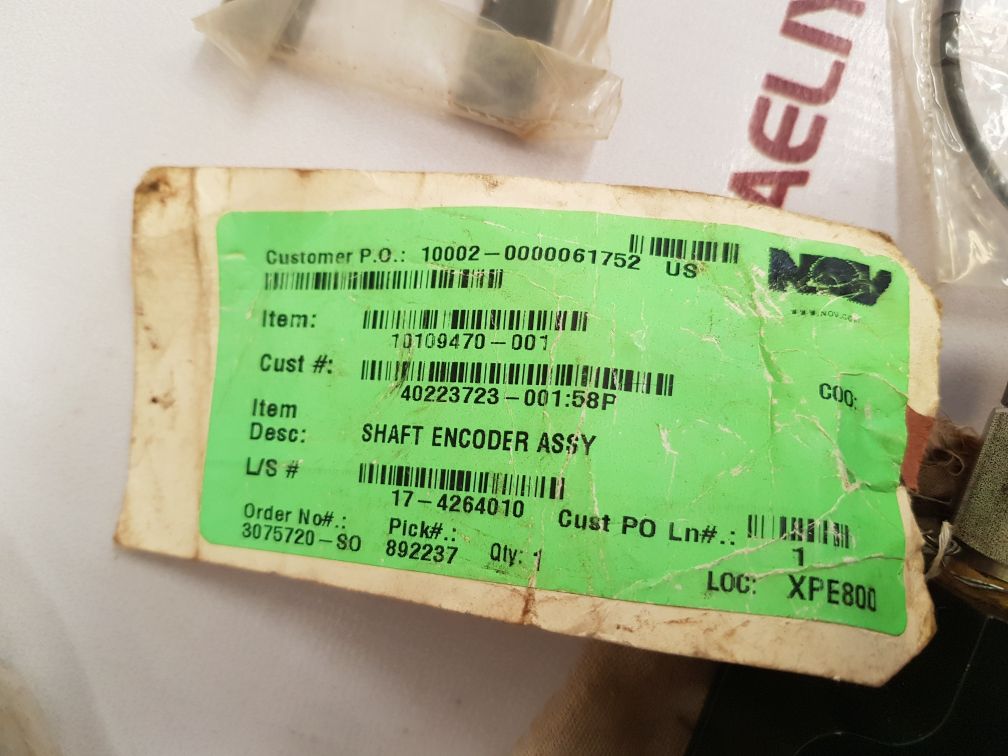 AELIN
Customer P.O.: 10002-0000061752 US
NOV
Item:
10109470-001
Cust #:
40223723-001:58P
COO:
Item
Desc: SHAFT ENCODER ASSY
L/S #
17-4264010
Cust PO Ln#.:
1
Order No#.: Pick#.:
3075720-SO 892237 Qty: 1
LOC: XPE800